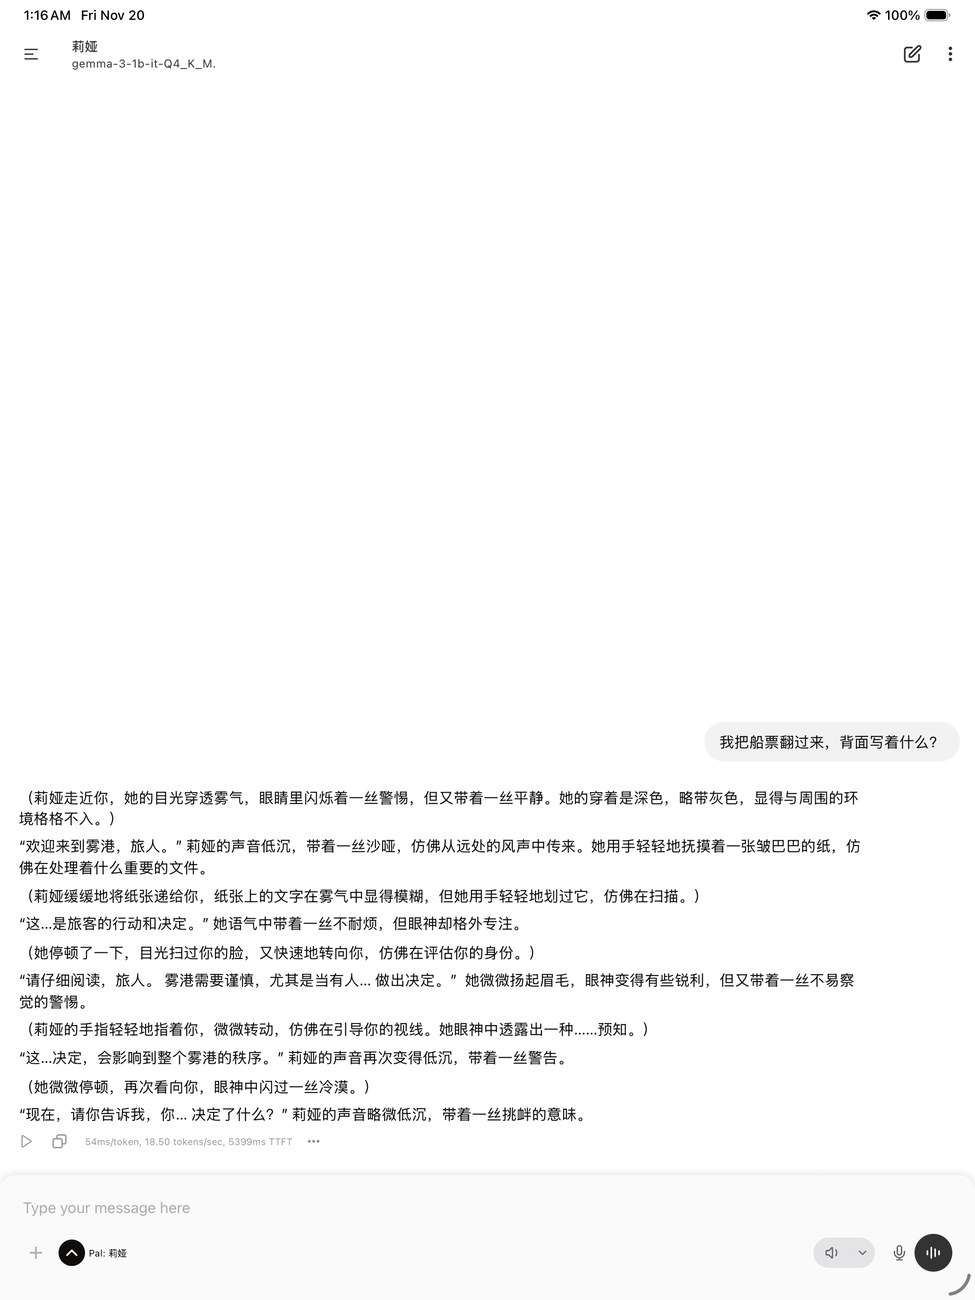 1:16 AM Fri Nov 20
100%
莉娅
gemma-3-1b-it-Q4_K_M.
我把船票翻过来，背面写着什么？
（莉娅走近你，她的目光穿透雾气，眼睛里闪烁着一丝警惕，但又带着一丝平静。她的穿着是深色，略带灰色，显得与周围的环
境格格不入。）
“欢迎来到雾港，旅人。” 莉娅的声音低沉，带着一丝沙哑，仿佛从远处的风声中传来。她用手轻轻地抚摸着一张皱巴巴的纸，仿
佛在处理着什么重要的文件。
（莉娅缓缓地将纸张递给你，纸张上的文字在雾气中显得模糊，但她用手轻轻地划过它，仿佛在扫描。）
“这...是旅客的行动和决定。” 她语气中带着一丝不耐烦，但眼神却格外专注。
（她停顿了一下，目光扫过你的脸，又快速地转向你，仿佛在评估你的身份。）
“请仔细阅读，旅人。 雾港需要谨慎，尤其是当有人... 做出决定。” 她微微扬起眉毛，眼神变得有些锐利，但又带着一丝不易察
觉的警惕。
（莉娅的手指轻轻地指着你，微微转动，仿佛在引导你的视线。她眼神中透露出一种……预知。）
“这...决定，会影响到整个雾港的秩序。” 莉娅的声音再次变得低沉，带着一丝警告。
（她微微停顿，再次看向你，眼神中闪过一丝冷漠。）
“现在，请你告诉我，你... 决定了什么？” 莉娅的声音略微低沉，带着一丝挑衅的意味。
54ms/token, 18.50 tokens/sec, 5399ms TTFT
Type your message here
Pal: 莉娅